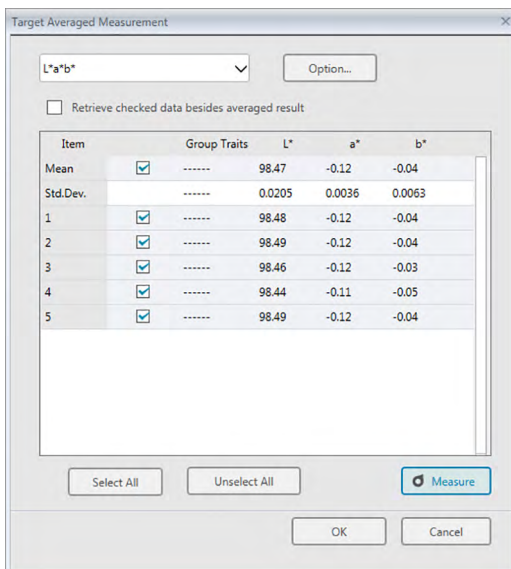 Target Averaged Measurement
L*a*b*
Option...
Retrieve checked data besides averaged result
Item Group Traits L* a* b*
Mean ------ 98.47 -0.12 -0.04
Std.Dev. ------ 0.0205 0.0036 0.0063
1 ------ 98.48 -0.12 -0.04
2 ------ 98.49 -0.12 -0.04
3 ------ 98.46 -0.12 -0.03
4 ------ 98.44 -0.11 -0.05
5 ------ 98.49 -0.12 -0.04
Select All Unselect All Measure
OK Cancel